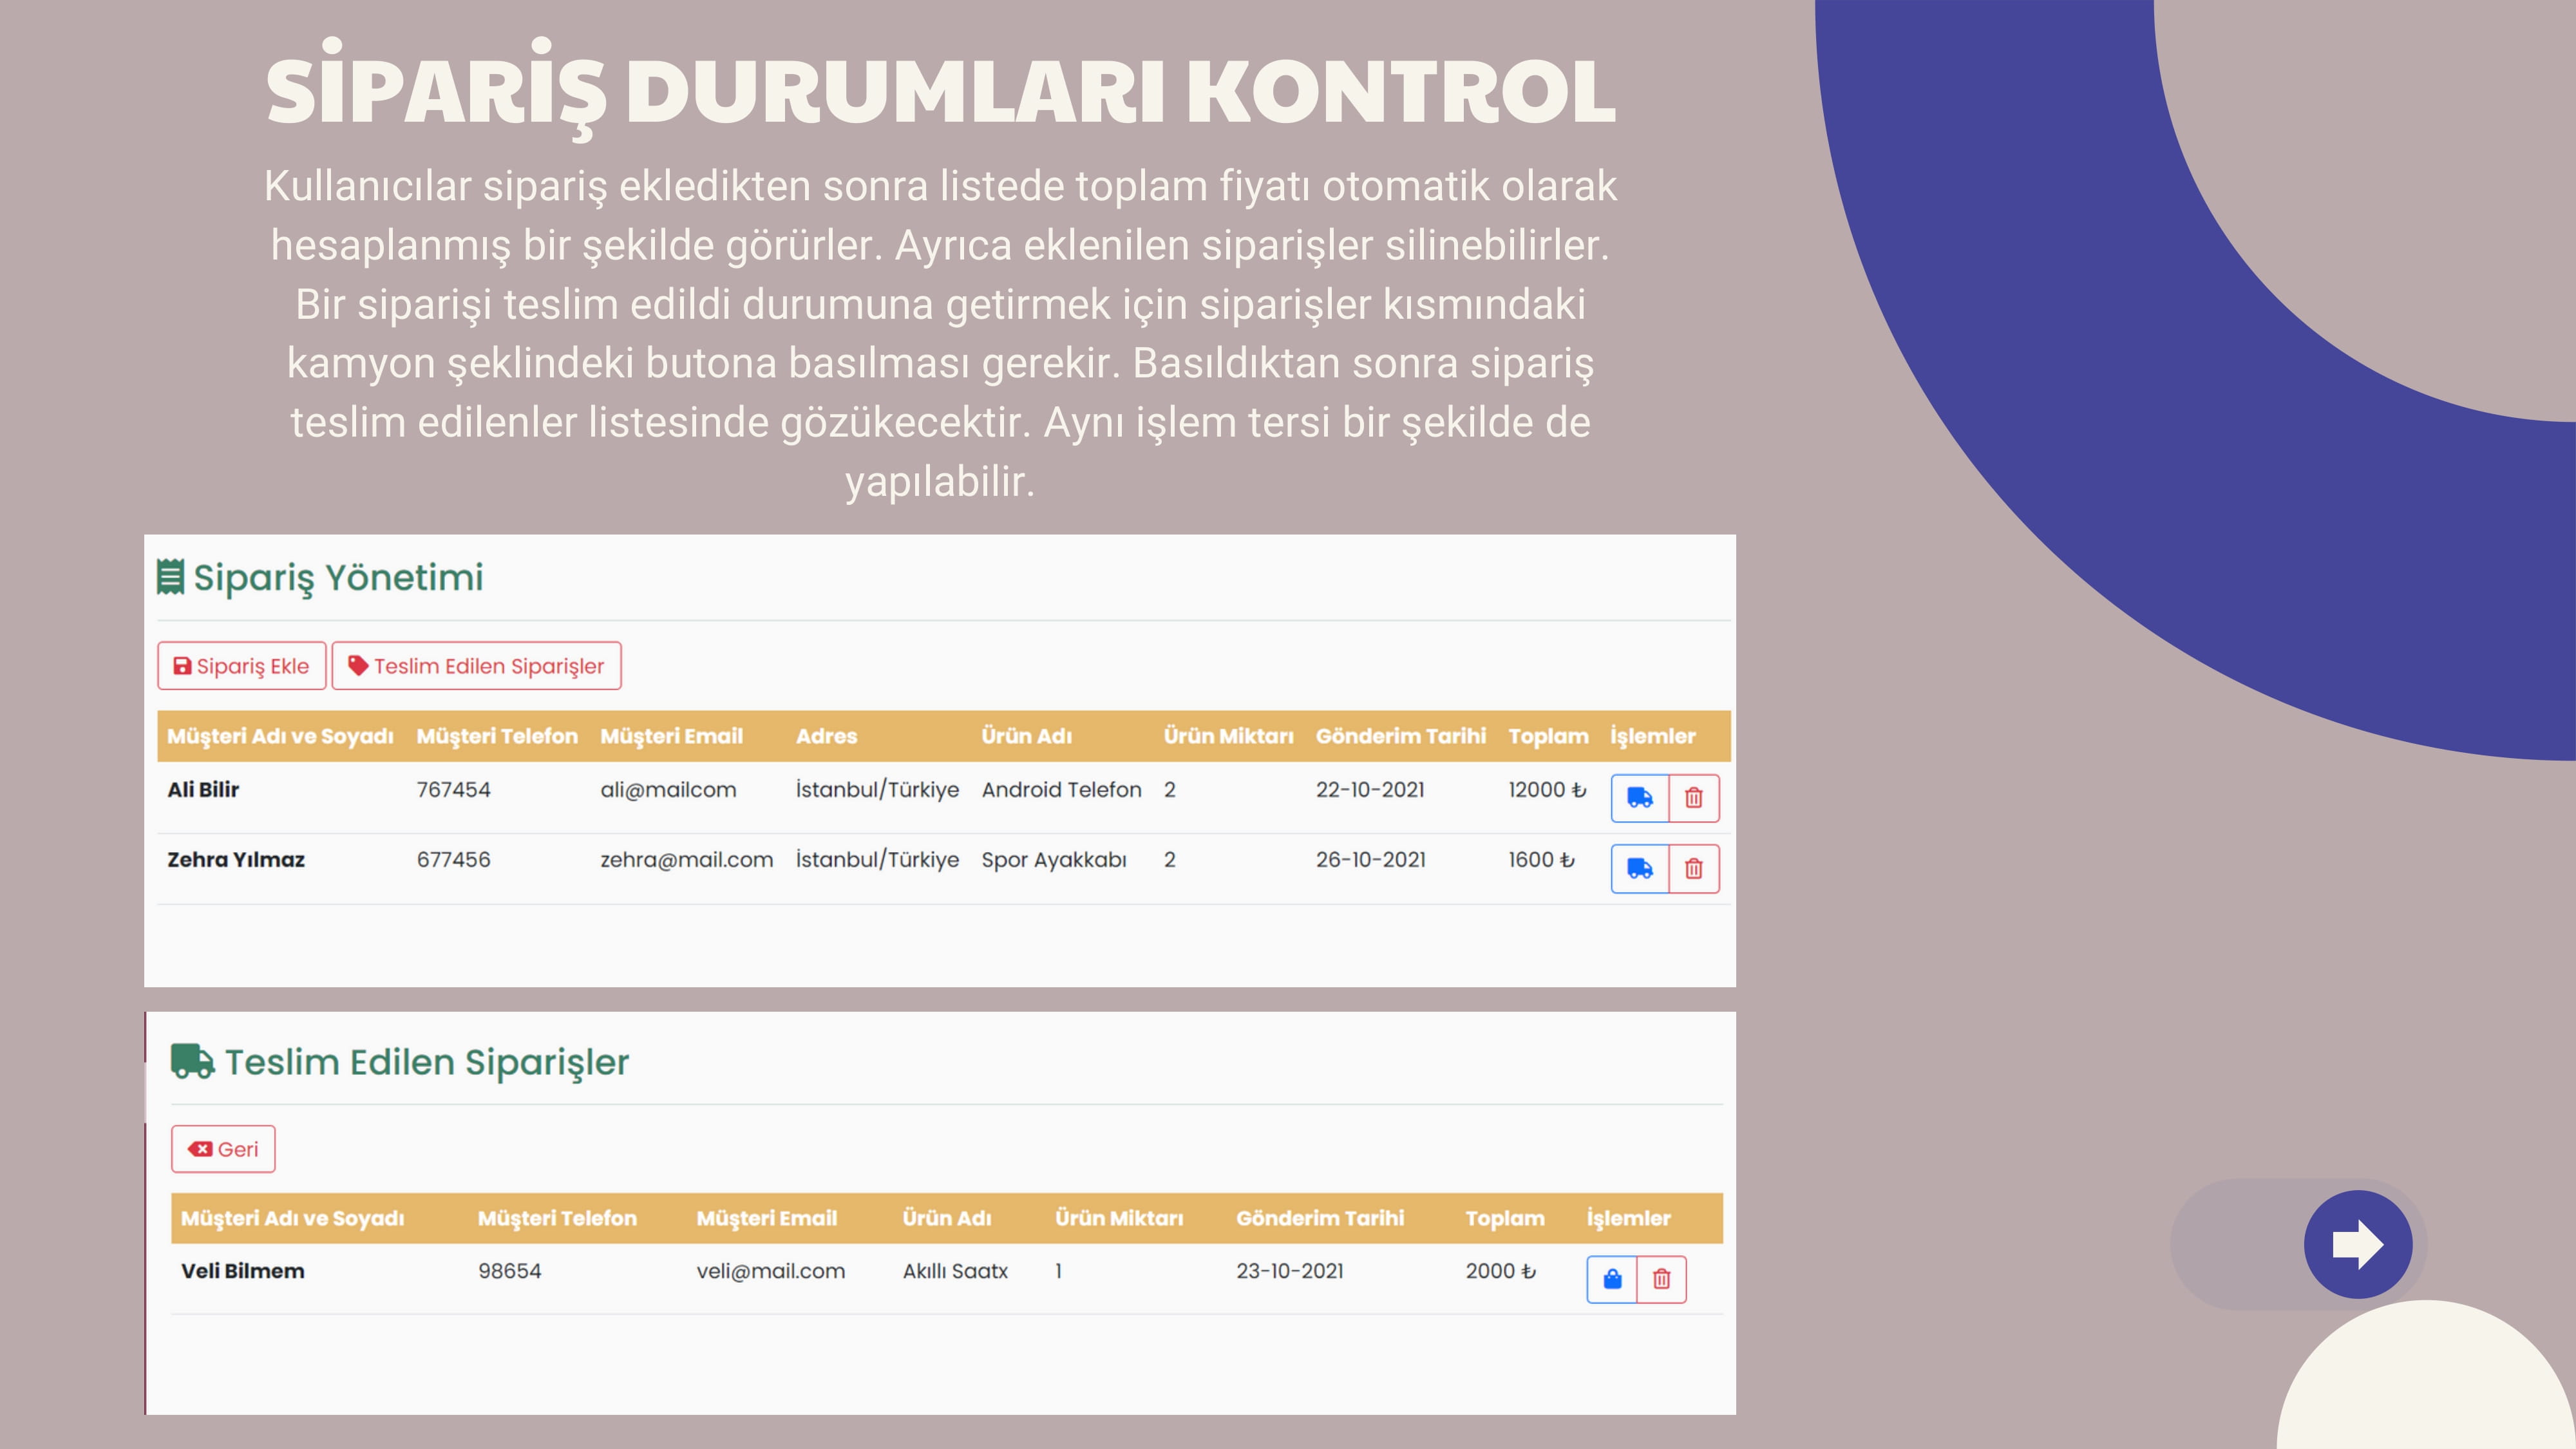 SİPARİŞ DURUMLARI KONTROL
Kullanıcılar sipariş ekledikten sonra listede toplam fiyatı otomatik olarak
hesaplanmış bir şekilde görürler. Ayrıca eklenilen siparişler silinebilirler.
Bir siparişi teslim edildi durumuna getirmek için siparişler kısmındaki
kamyon şeklindeki butona basılması gerekir. Basıldıktan sonra sipariş
teslim edilenler listesinde gözükecektir. Aynı işlem tersi bir şekilde de
yapılabilir.
Sipariş Yönetimi
Sipariş Ekle Teslim Edilen Siparişler
Müşteri Adı ve Soyadı Müşteri Telefon Müşteri Email Adres Ürün Adı Ürün Miktarı Gönderim Tarihi Toplam İşlemler
Ali Bilir 767454 ali@mailcom İstanbul/Türkiye Android Telefon 2 22-10-2021 12000 ₺
Zehra Yılmaz 677456 zehra@mail.com İstanbul/Türkiye Spor Ayakkabı 2 26-10-2021 1600 ₺
Teslim Edilen Siparişler
Geri
Müşteri Adı ve Soyadı Müşteri Telefon Müşteri Email Ürün Adı Ürün Miktarı Gönderim Tarihi Toplam İşlemler
Veli Bilmem 98654 veli@mail.com Akıllı Saatx 1 23-10-2021 2000 ₺